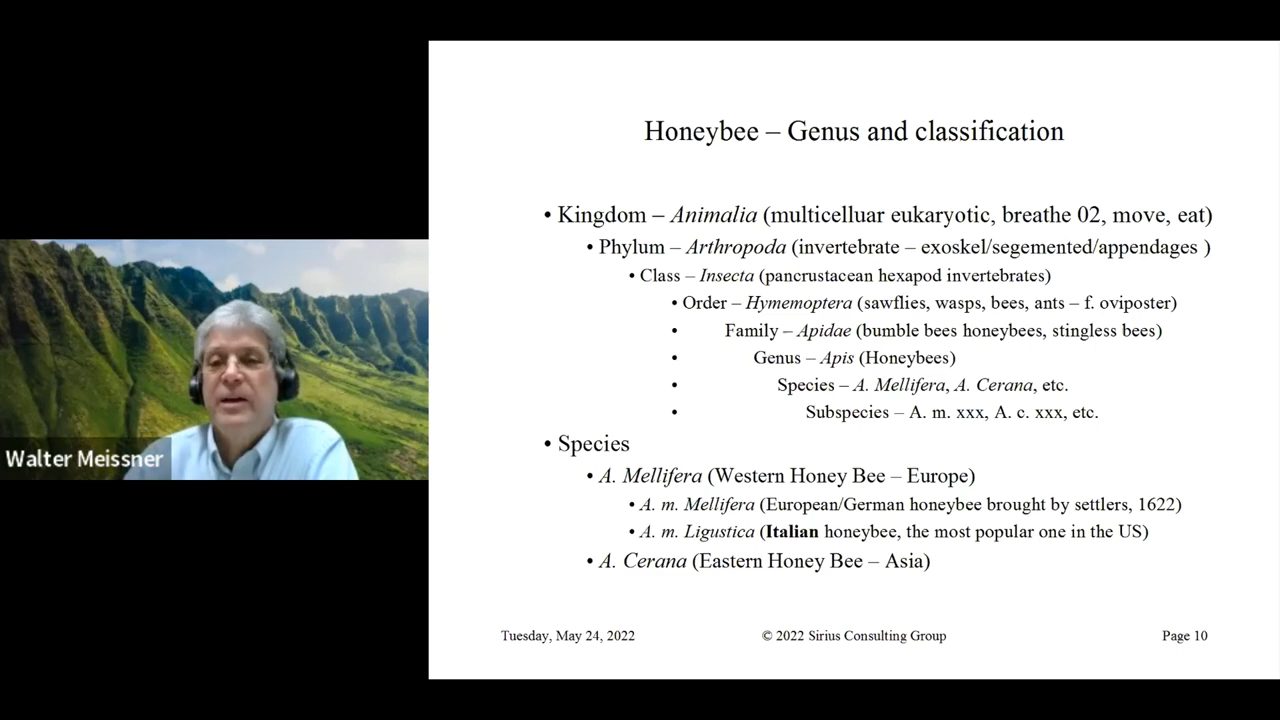 Honeybee – Genus and classification
• Kingdom – Animalia (multicelluar eukaryotic, breathe 02, move, eat)
• Phylum – Arthropoda (invertebrate – exoskel/segemented/appendages )
• Class – Insecta (pancrustacean hexapod invertebrates)
• Order – Hymemoptera (sawflies, wasps, bees, ants – f. oviposter)
• Family – Apidae (bumble bees honeybees, stingless bees)
• Genus – Apis (Honeybees)
• Species – A. Mellifera, A. Cerana, etc.
• Subspecies – A. m. xxx, A. c. xxx, etc.
• Species
• A. Mellifera (Western Honey Bee – Europe)
• A. m. Mellifera (European/German honeybee brought by settlers, 1622)
• A. m. Ligustica (Italian honeybee, the most popular one in the US)
• A. Cerana (Eastern Honey Bee – Asia)
Tuesday, May 24, 2022
© 2022 Sirius Consulting Group
Page 10
Walter Meissner